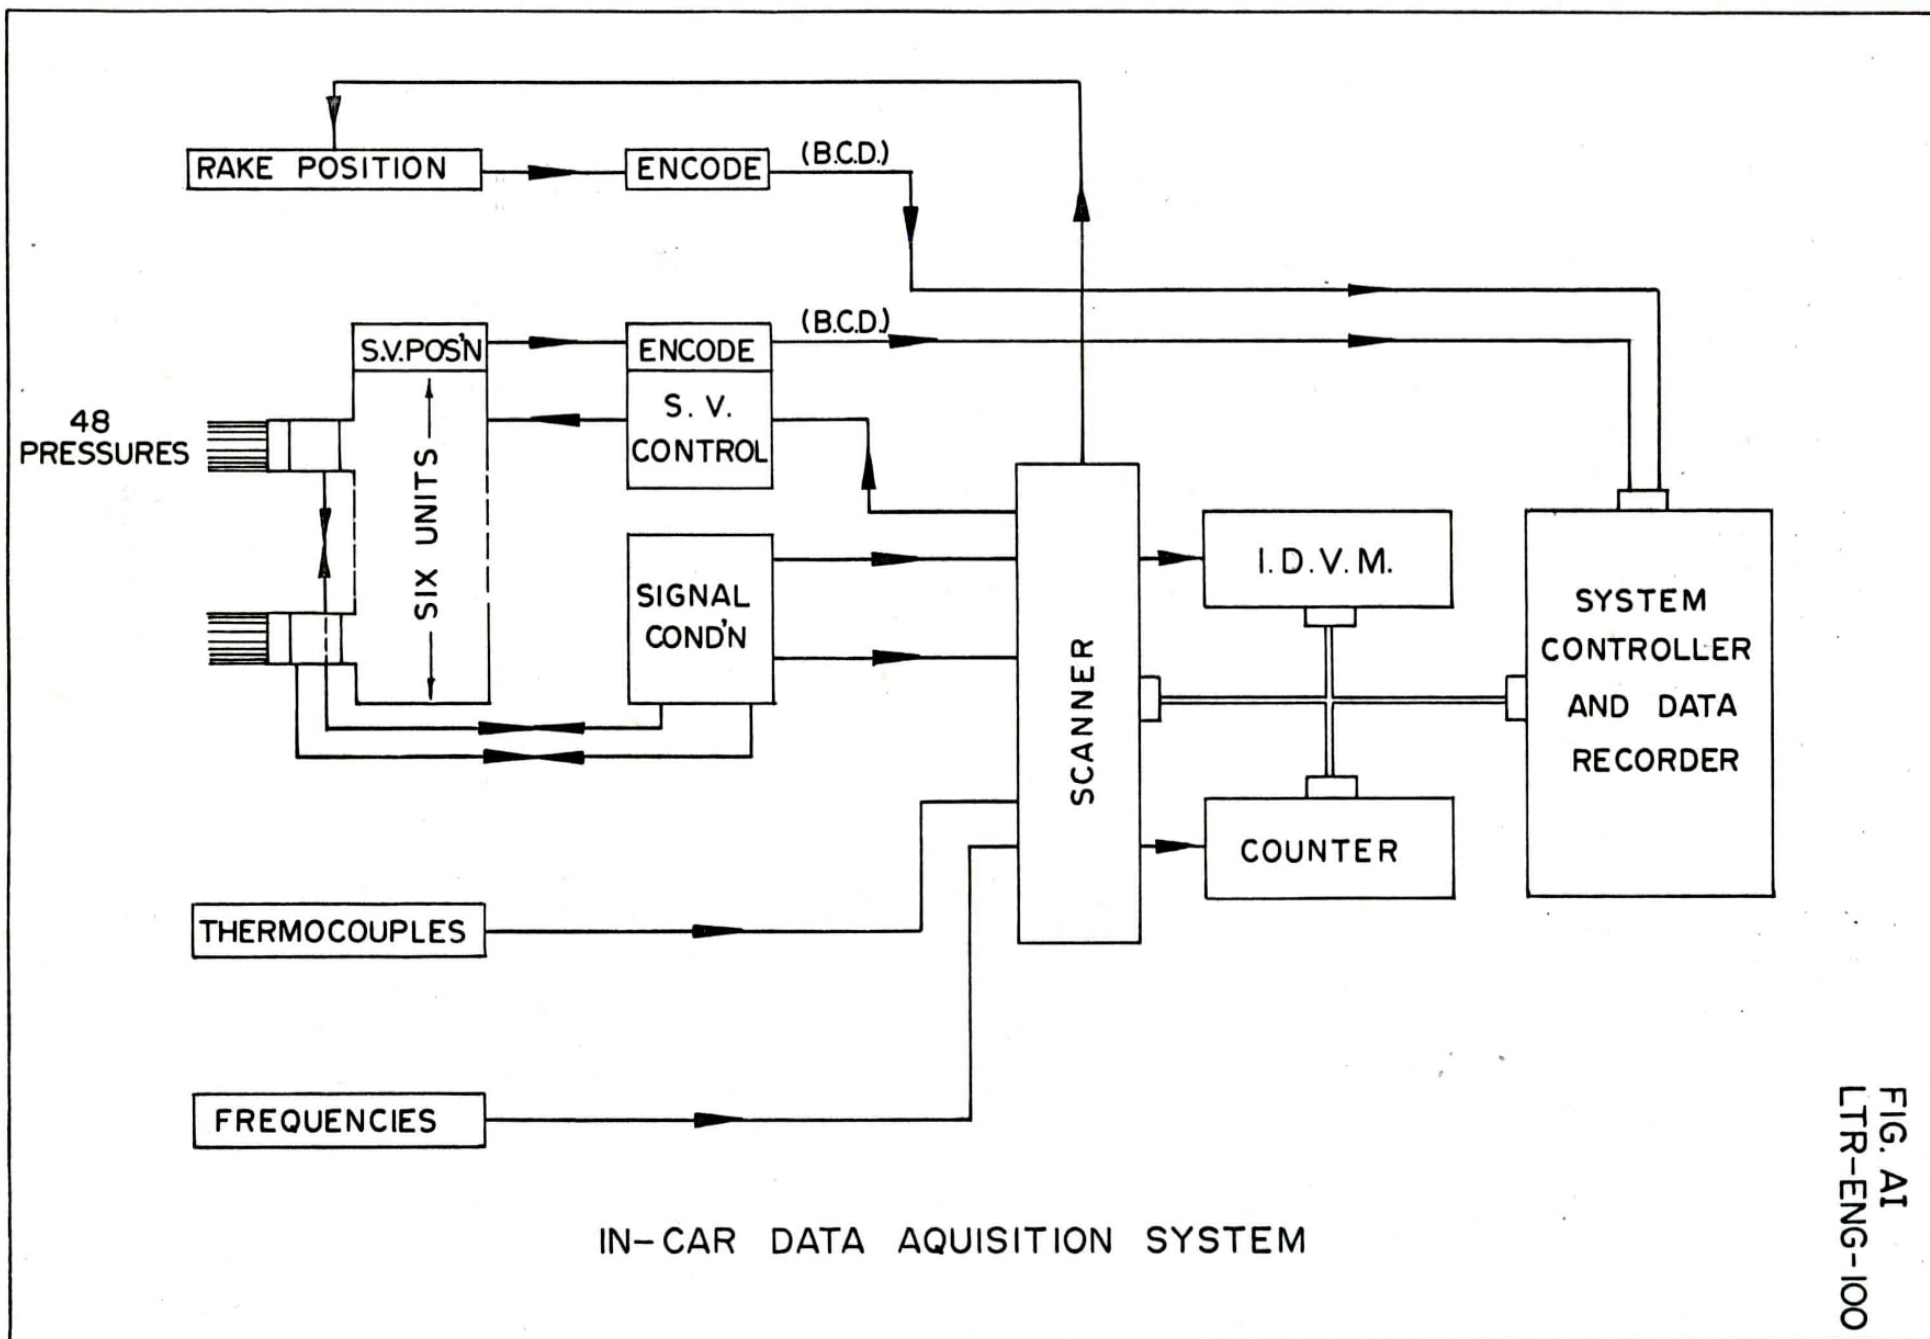 RAKE POSITION
ENCODE
(B.C.D.)
S.V. POS'N
ENCODE
(B.C.D.)
S. V.
CONTROL
48
PRESSURES
SIX UNITS
SIGNAL
COND'N
SCANNER
I.D.V.M.
COUNTER
SYSTEM
CONTROLLER
AND DATA
RECORDER
THERMOCOUPLES
FREQUENCIES
IN-CAR DATA AQUISITION SYSTEM
FIG. A1
LTR-ENG-100